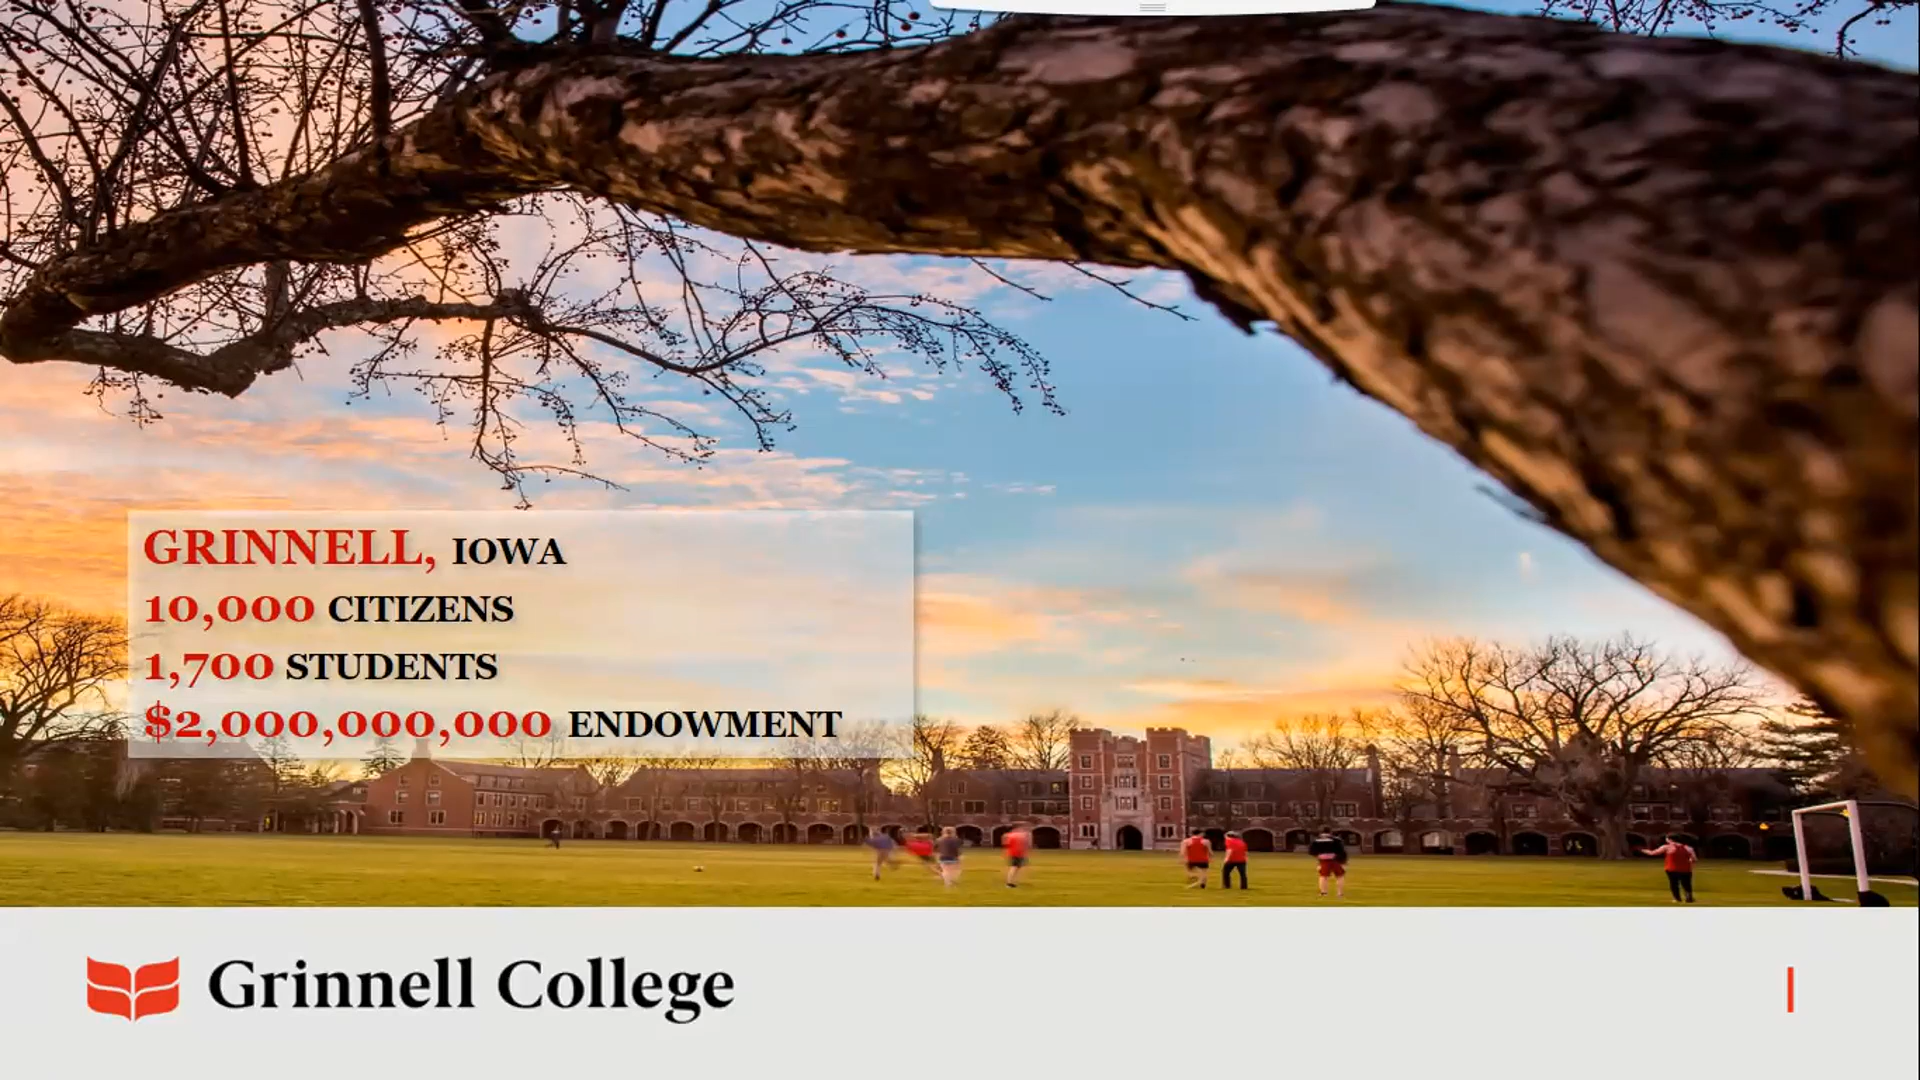 GRINNELL, IOWA
10,000 CITIZENS
1,700 STUDENTS
$2,000,000,000 ENDOWMENT
Grinnell College